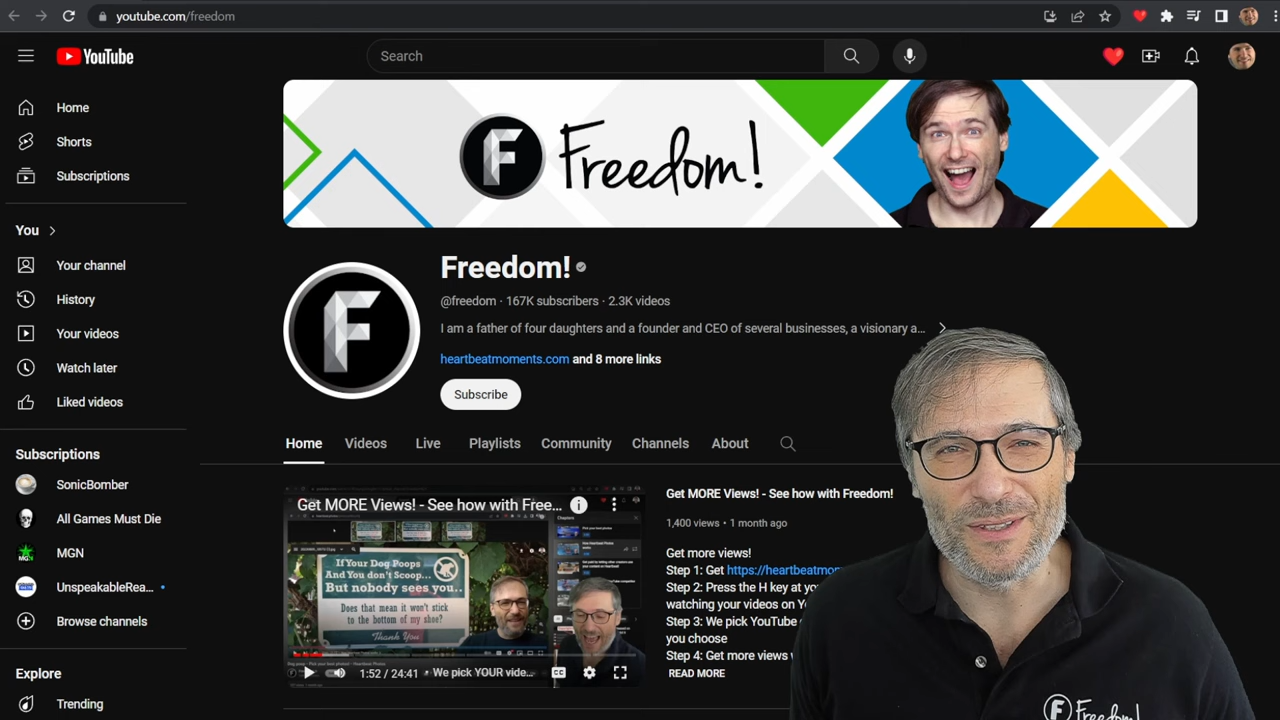 youtube.com/freedom
YouTube
Search
Home
Shorts
Subscriptions
You
Your channel
History
Your videos
Watch later
Liked videos
Subscriptions
SonicBomber
All Games Must Die
MGN
UnspeakableRea...
Browse channels
Explore
Trending
F Freedom!
F
Freedom!
@freedom · 167K subscribers · 2.3K videos
I am a father of four daughters and a founder and CEO of several businesses, a visionary a...
heartbeatmoments.com and 8 more links
Subscribe
Home Videos Live Playlists Community Channels About
Get MORE Views! - See how with Free...
If Your Dog Poops
And You don't Scoop...
But nobody sees you..
Does that mean it won't stick
to the bottom of my shoe?
Thank You
1:52 / 24:41 • We pick YOUR vide...
CC
Get MORE Views! - See how with Freedom!
1,400 views • 1 month ago
Get more views!
Step 1: Get https://heartbeatmom
Step 2: Press the H key at you
watching your videos on Yo
Step 3: We pick YouTube
you choose
Step 4: Get more views
READ MORE
F Freedom!